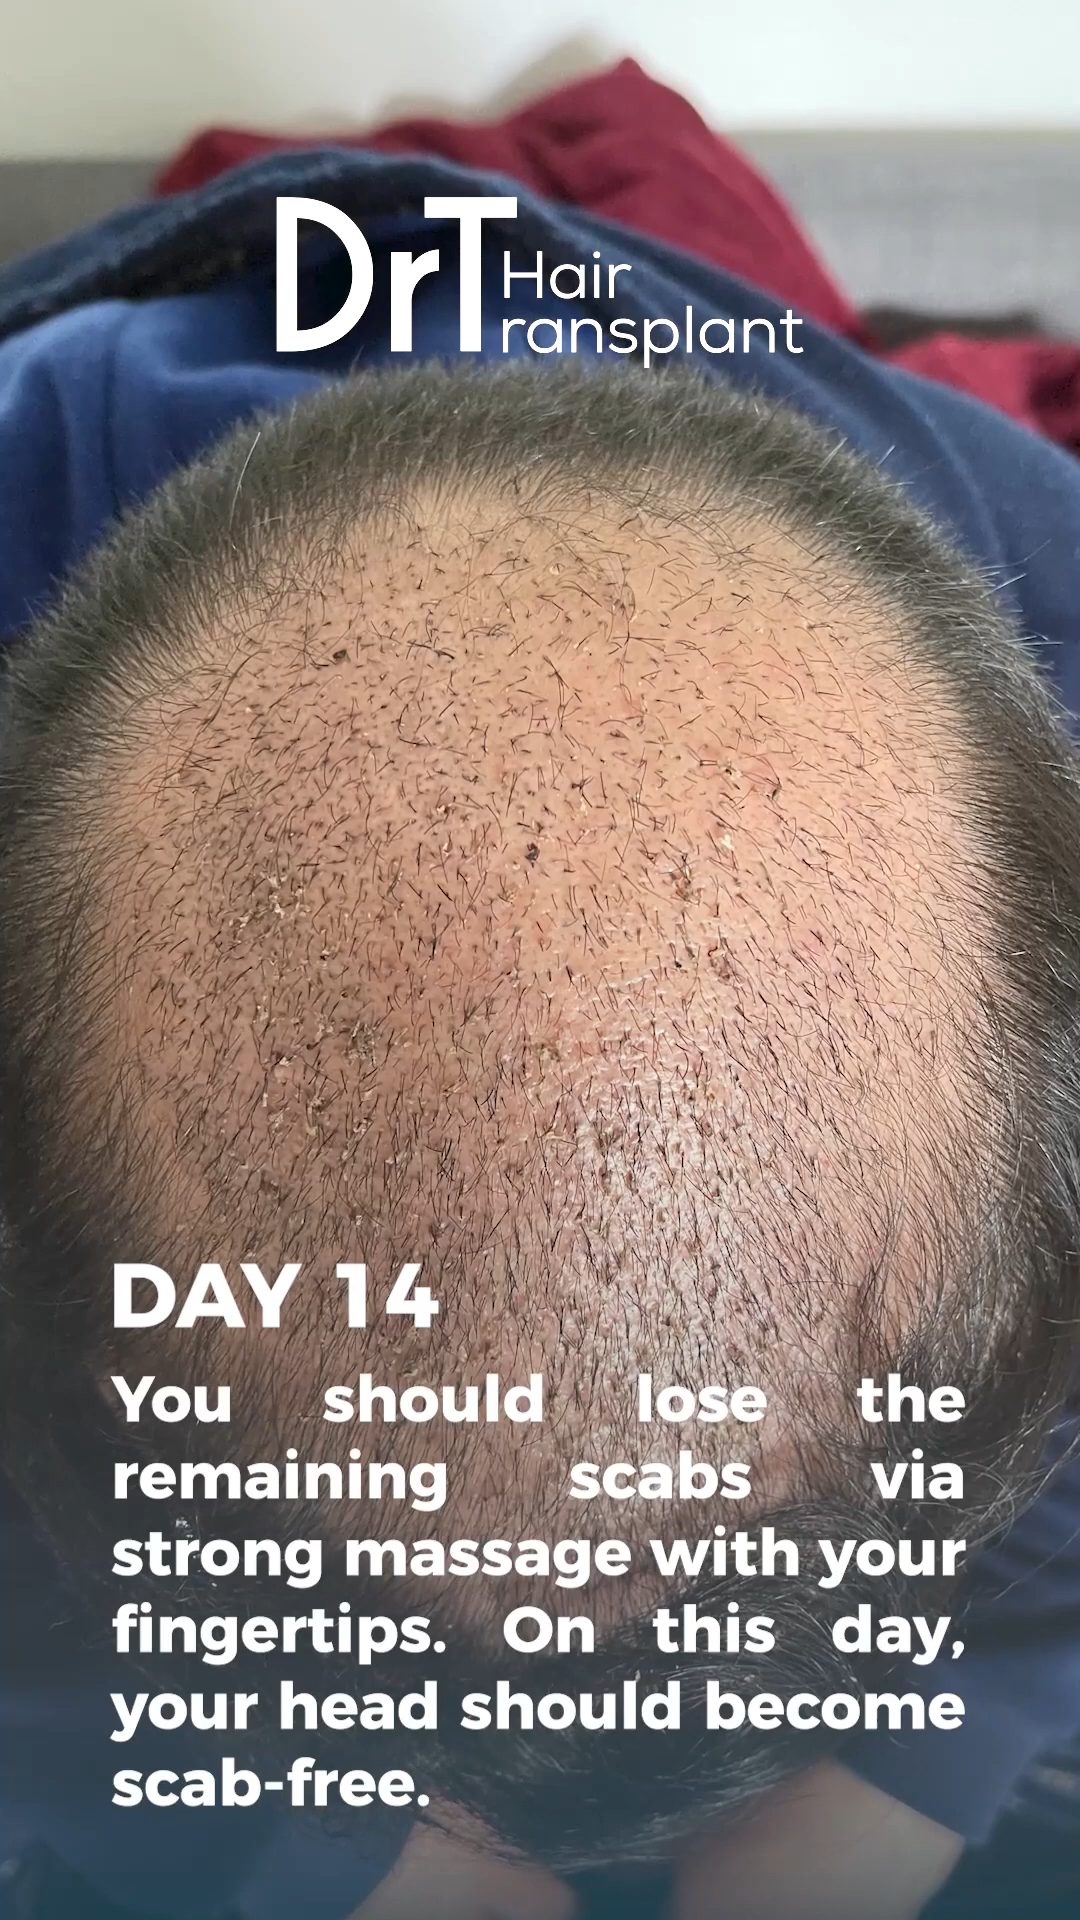 DrT Hair
ransplant
DAY 14
You should lose the
remaining scabs via
strong massage with your
fingertips. On this day,
your head should become
scab-free.